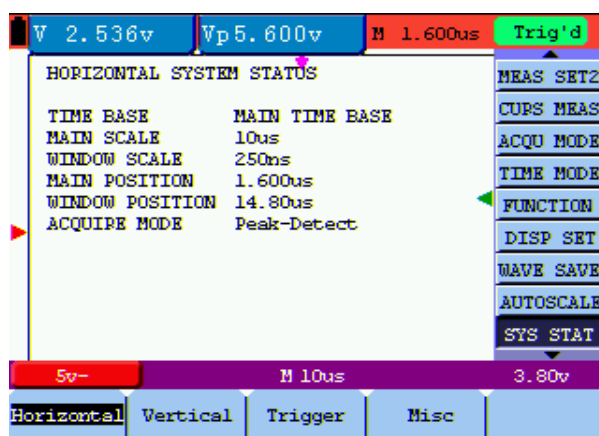 V 2.536v Vp5.600v M 1.600us Trig'd
HORIZONTAL SYSTEM STATUS
TIME BASE MAIN TIME BASE
MAIN SCALE 10us
WINDOW SCALE 250ns
MAIN POSITION 1.600us
WINDOW POSITION 14.80us
ACQUIPE MODE Peak-Detect
MEAS SET2
CUPS MEAS
ACQU MODE
TIME MODE
FUNCTION
DISP SET
WAVE SAVE
AUTOSCALE
SYS STAT
5v- M 10us 3.80v
Horizontal Vertical Trigger Misc